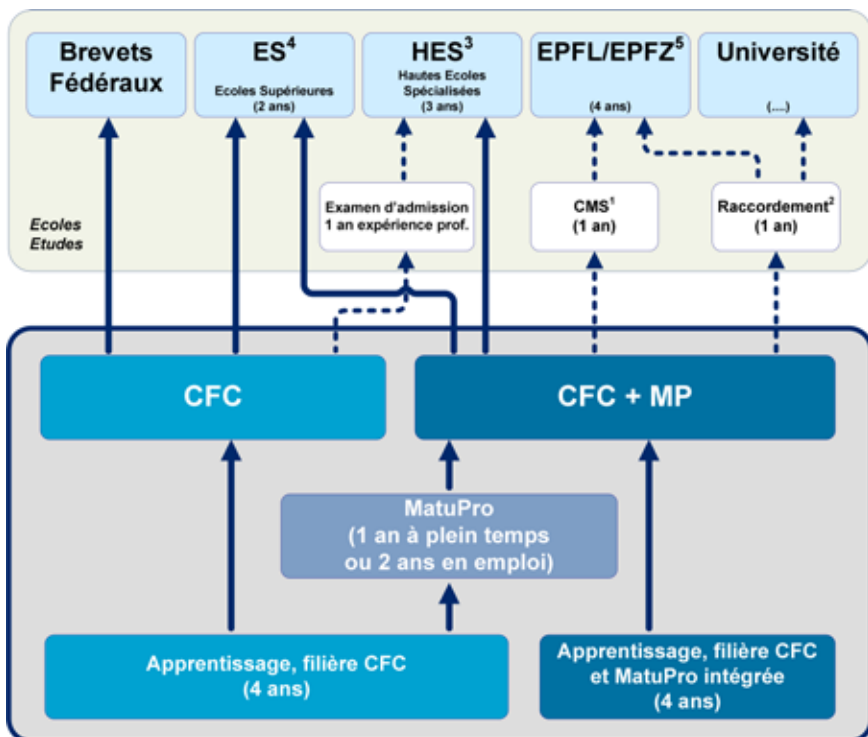 Brevets
Fédéraux
ES⁴
Ecoles Supérieures
(2 ans)
HES³
Hautes Ecoles
Spécialisées
(3 ans)
EPFL/EPFZ⁵
(4 ans)
Université
(....)
Ecoles
Etudes
Examen d'admission
1 an expérience prof.
CMS¹
(1 an)
Raccordement²
(1 an)
CFC
CFC + MP
MatuPro
(1 an à plein temps
ou 2 ans en emploi)
Apprentissage, filière CFC
(4 ans)
Apprentissage, filière CFC
et MatuPro intégrée
(4 ans)